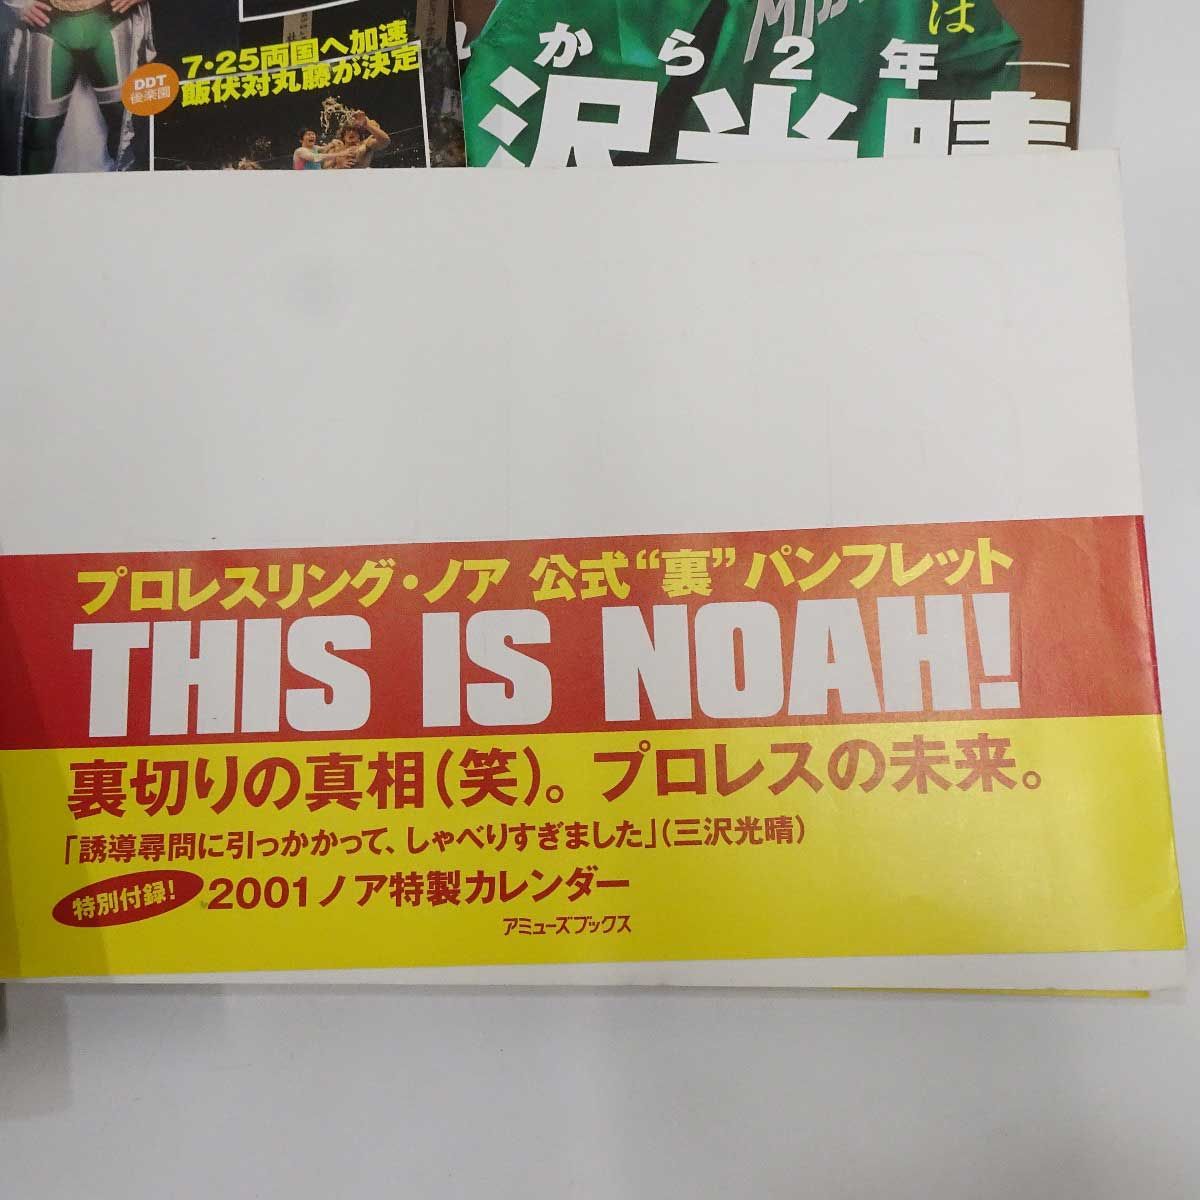 7・25両国へ加速
DDT
後楽園
飯伏対丸藤が決定
は
から2年
沢光晴
プロレスリング・ノア 公式“裏”パンフレット
THIS IS NOAH!
裏切りの真相(笑)。プロレスの未来。
「誘導尋問に引っかかって、しゃべりすぎました」(三沢光晴)
特別付録! 2001ノア特製カレンダー
アミューズブックス